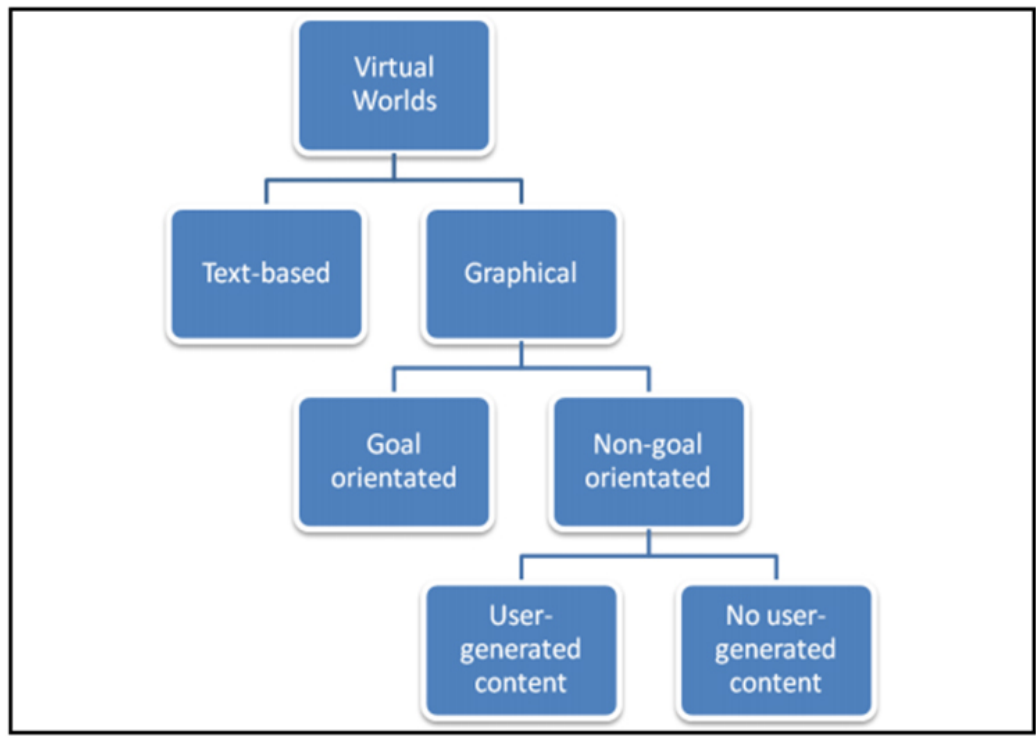 Virtual
Worlds
Text-based
Graphical
Goal
orientated
Non-goal
orientated
User-
generated
content
No user-
generated
content